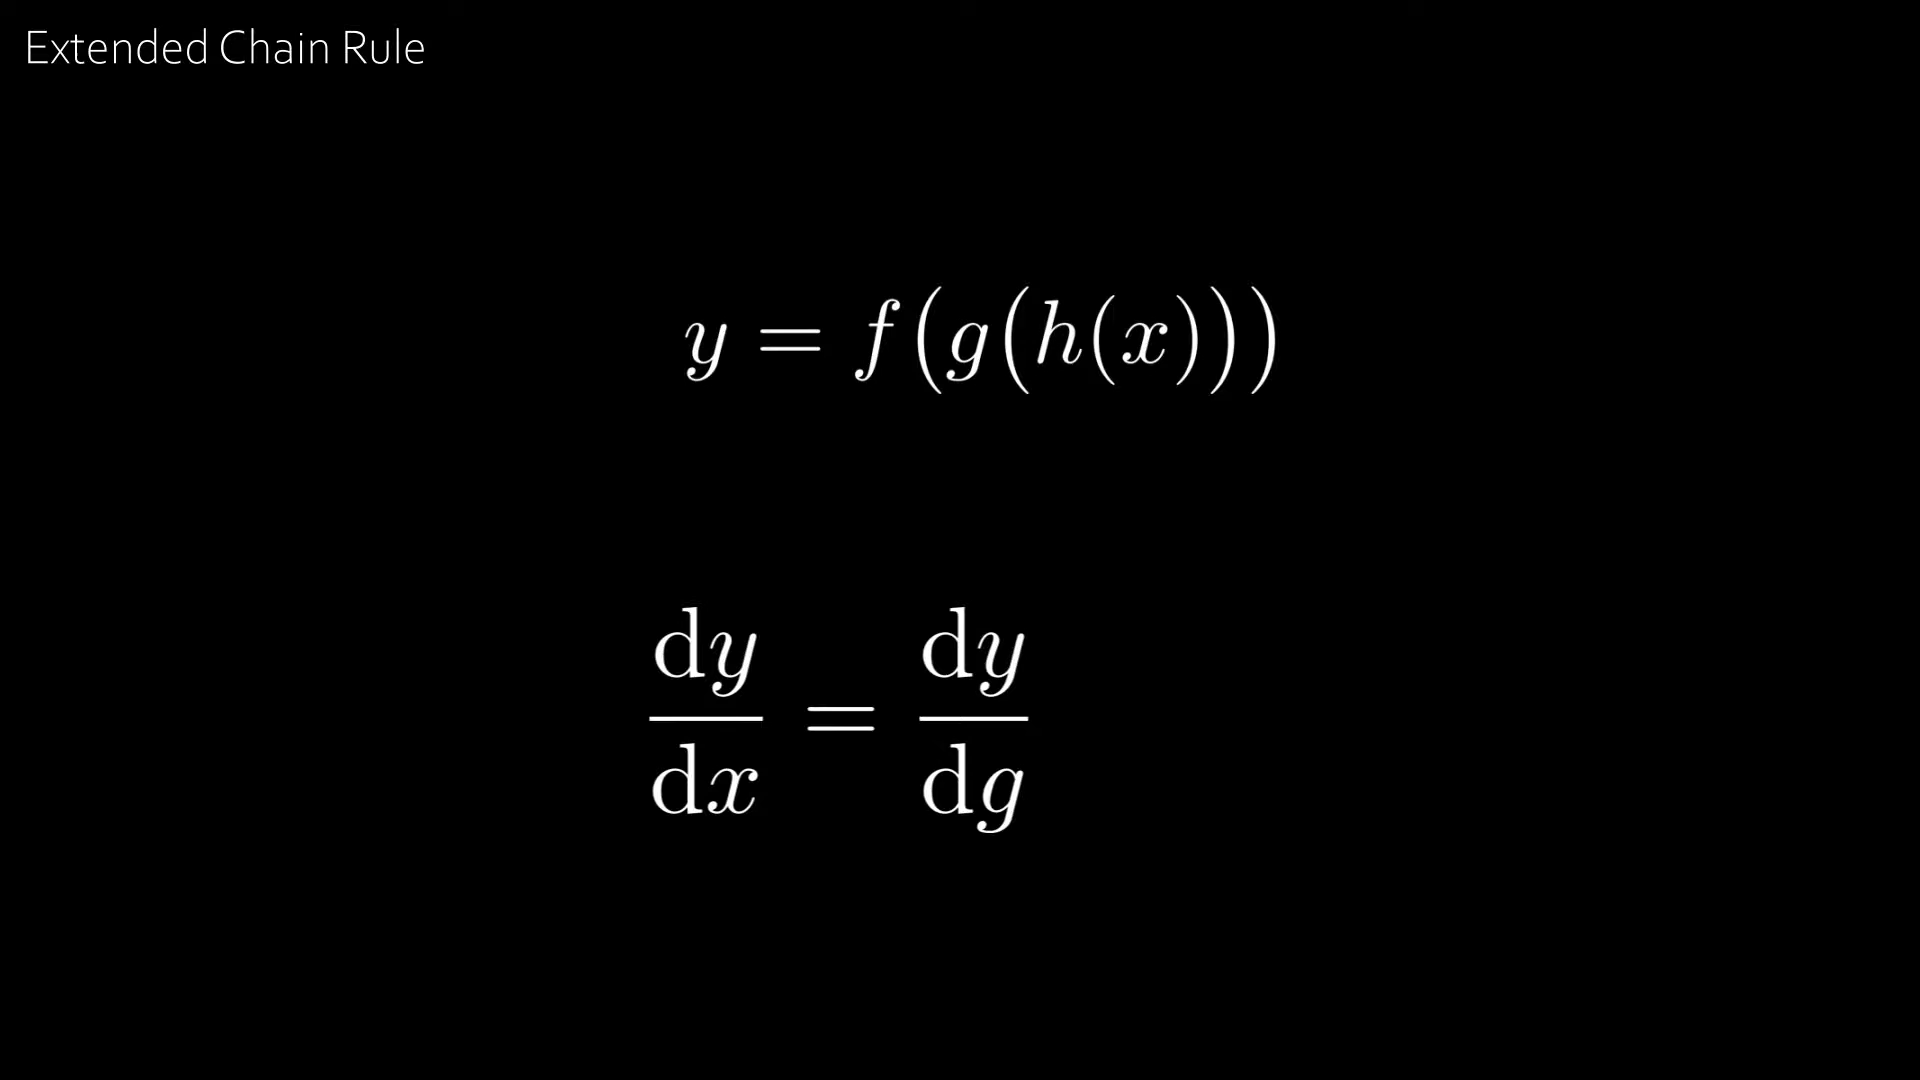 Extended Chain Rule
y = f(g(h(x)))
dy/dx = dy/dg